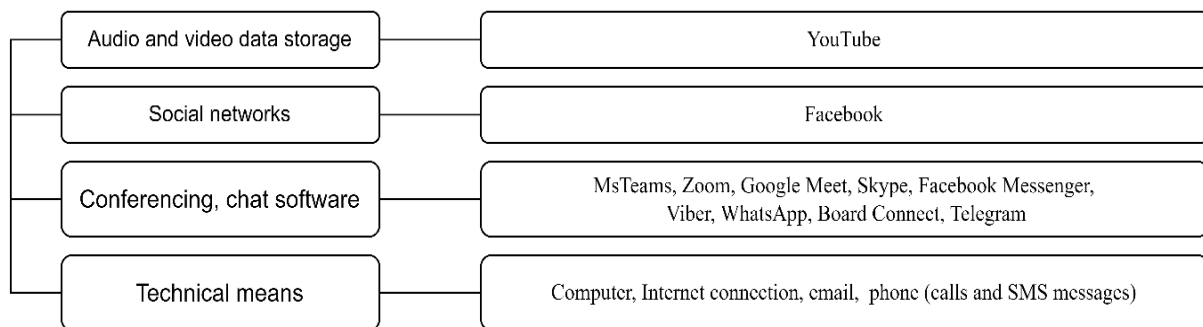 Audio and video data storage
YouTube
Social networks
Facebook
Conferencing, chat software
MsTeams, Zoom, Google Meet, Skype, Facebook Messenger,
Viber, WhatsApp, Board Connect, Telegram
Technical means
Computer, Internet connection, email, phone (calls and SMS messages)